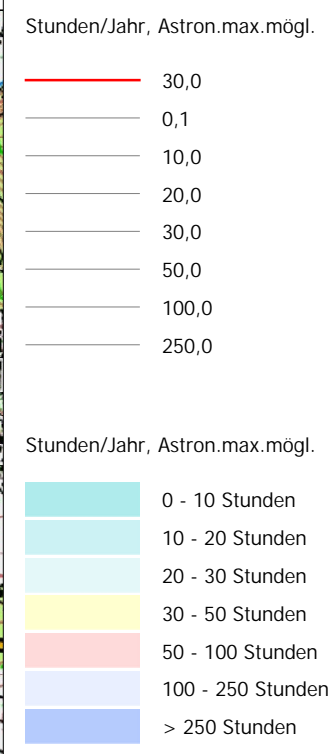 Stunden/Jahr, Astron.max.mögl.
30,0
0,1
10,0
20,0
30,0
50,0
100,0
250,0
Stunden/Jahr, Astron.max.mögl.
0 - 10 Stunden
10 - 20 Stunden
20 - 30 Stunden
30 - 50 Stunden
50 - 100 Stunden
100 - 250 Stunden
> 250 Stunden